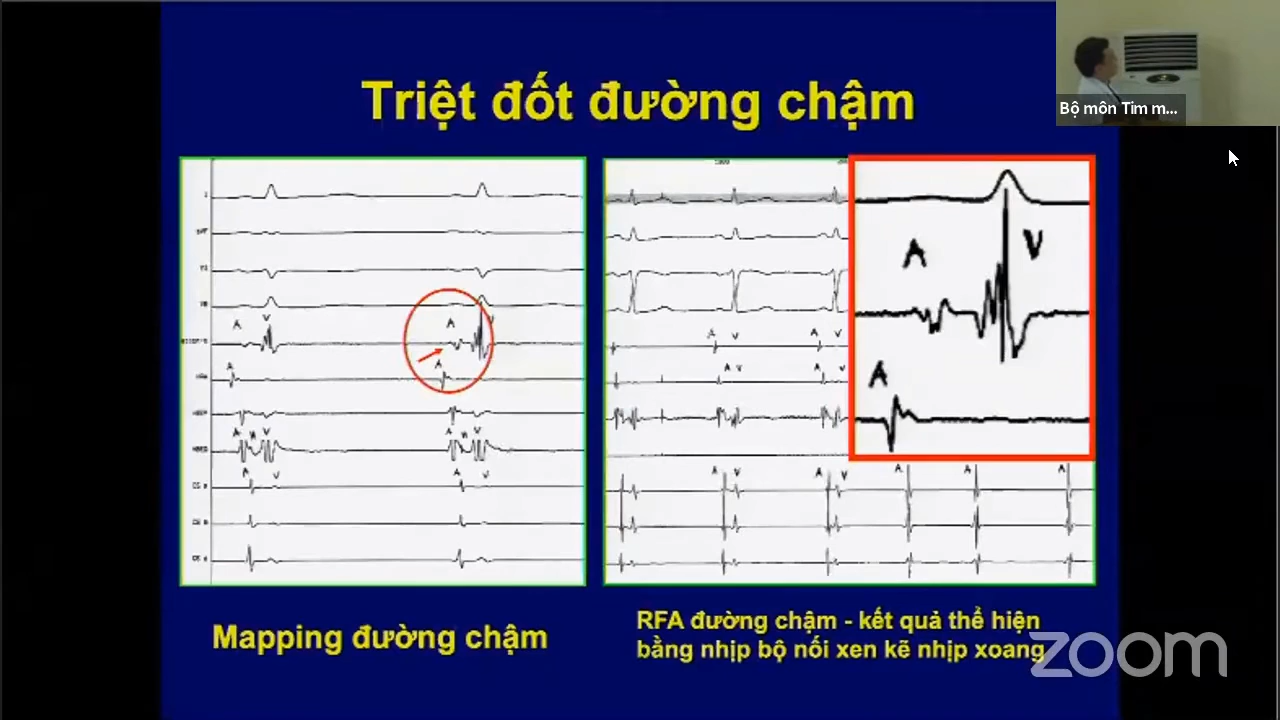 Bộ môn Tim m...
Triệt đốt đường chậm
I
A
V
A
V
A
A
A
H
V
A
H
V
A
V
A
V
A
V
A
V
A
V
A
V
A
V
A
V
A
A
A
A
V
A
Mapping đường chậm
RFA đường chậm - kết quả thể hiện
bằng nhịp bộ nối xen kẽ nhịp xoang
zoom